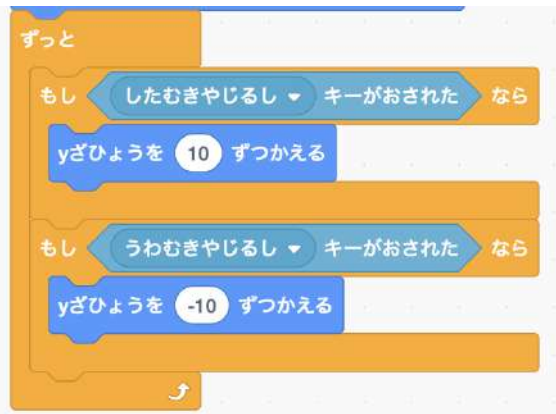 ずっと
もし したむきやじるし キーがおされた なら
yざひょうを 10 ずつかえる
もし うわむきやじるし キーがおされた なら
yざひょうを -10 ずつかえる